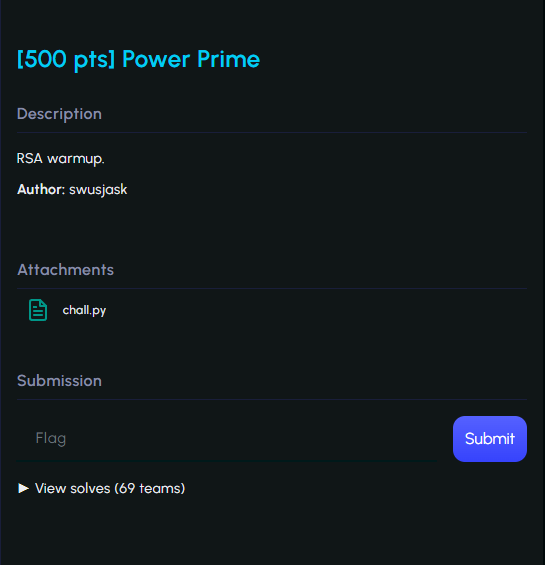 [500 pts] Power Prime
Description
RSA warmup.
Author: swusjask
Attachments
chall.py
Submission
Flag
Submit
► View solves (69 teams)